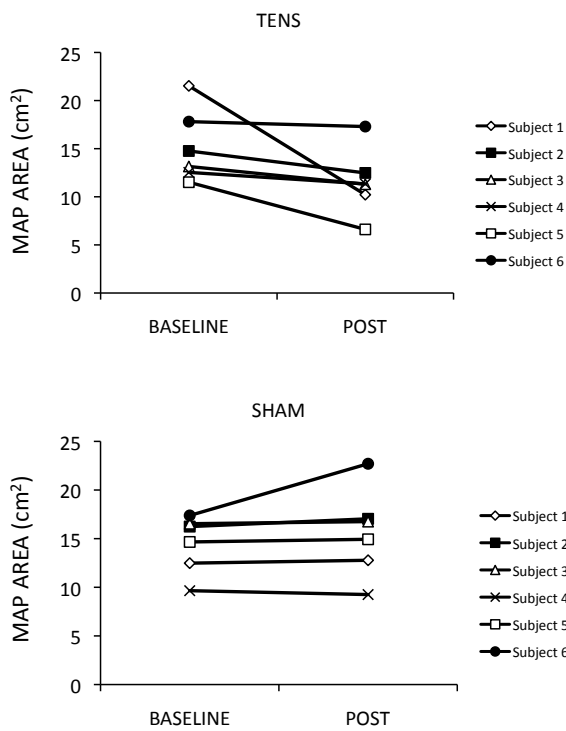 TENS
MAP AREA (cm²)
25
20
15
10
5
0
BASELINE
POST
Subject 1
Subject 2
Subject 3
Subject 4
Subject 5
Subject 6
SHAM
MAP AREA (cm²)
25
20
15
10
5
0
BASELINE
POST
Subject 1
Subject 2
Subject 3
Subject 4
Subject 5
Subject 6